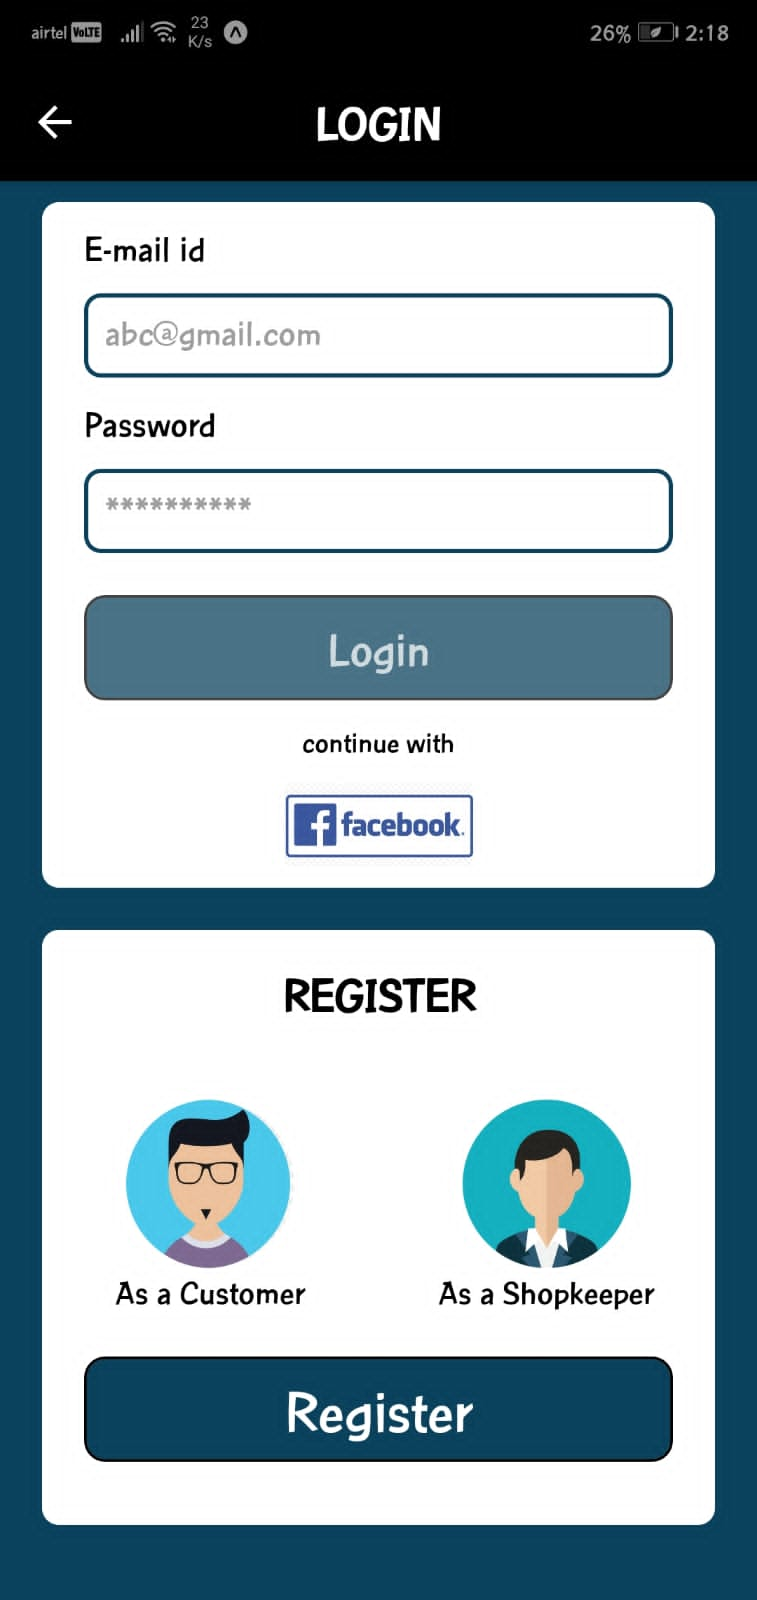 airtel VoLTE 23 K/s 26% 2:18
LOGIN
E-mail id
abc@gmail.com
Password
**********
Login
continue with
facebook.
REGISTER
As a Customer As a Shopkeeper
Register